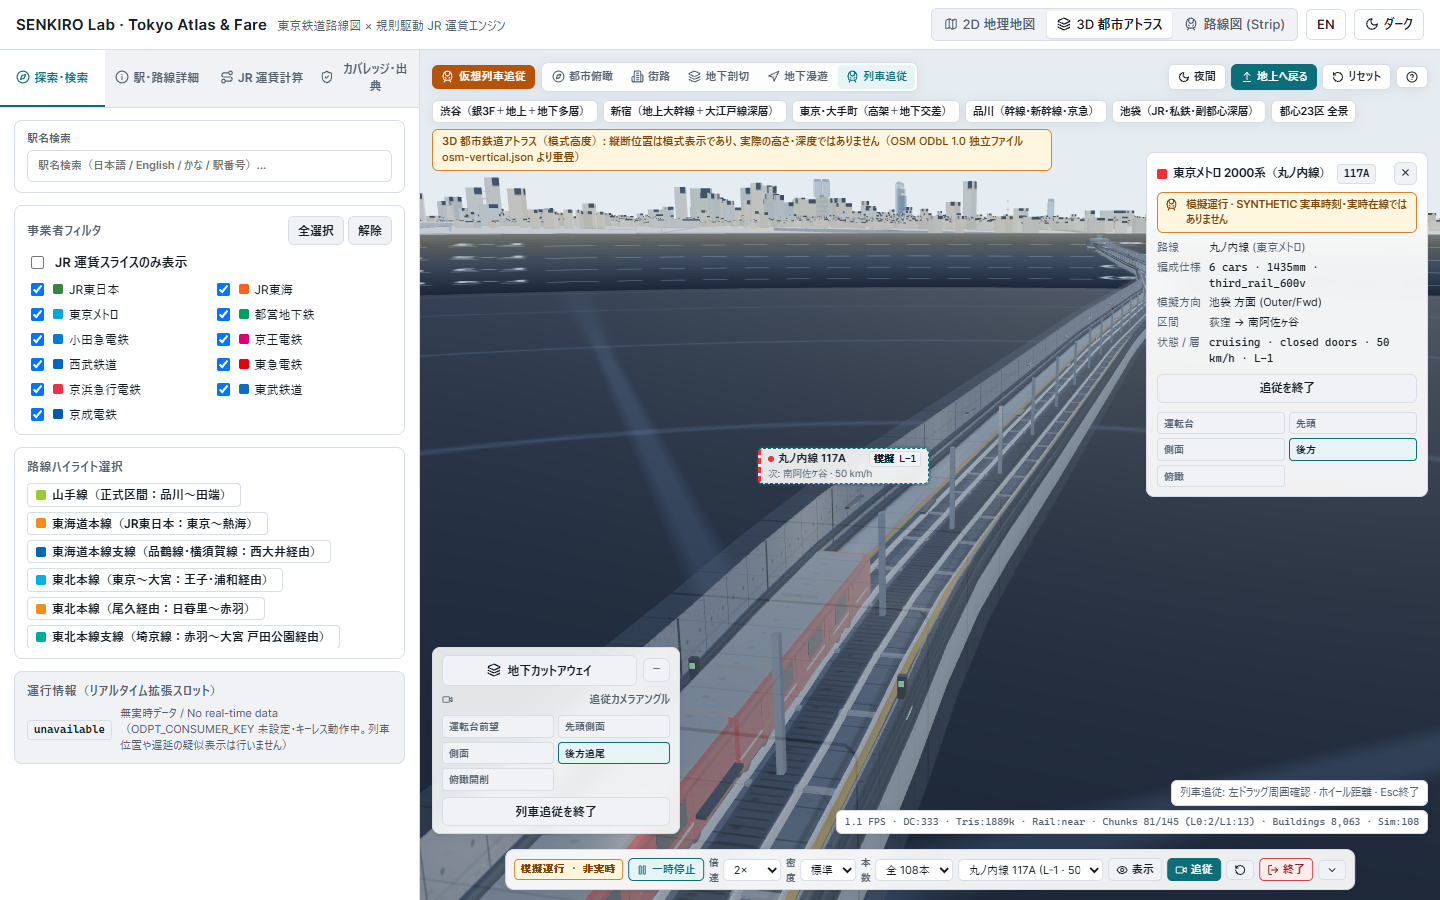 SENKIRO Lab · Tokyo Atlas & Fare
東京鉄道路線図 × 規則駆動 JR 運賃エンジン
2D 地理地図
3D 都市アトラス
路線図 (Strip)
EN
ダーク
探索・検索
駅・路線詳細
JR 運賃計算
カバレッジ・出
典
仮想列車追従
都市俯瞰
街路
地下剖切
地下漫遊
列車追従
夜間
地上へ戻る
リセット
渋谷（銀3F＋地上＋地下多層）
新宿（地上大幹線＋大江戸線深層）
東京・大手町（高架＋地下交差）
品川（幹線・新幹線・京急）
池袋（JR・私鉄・副都心深層）
都心23区 全景
3D 都市鉄道アトラス（模式高度）: 縦断位置は模式表示であり、実際の高さ・深度ではありません（OSM ODbL 1.0 独立ファイル
osm-vertical.json より重畳）
駅名検索
駅名検索（日本語 / English / かな / 駅番号）...
事業者フィルタ
全選択
解除
JR 運賃スライスのみ表示
JR東日本
JR東海
東京メトロ
都営地下鉄
小田急電鉄
京王電鉄
西武鉄道
東急電鉄
京浜急行電鉄
東武鉄道
京成電鉄
路線ハイライト選択
山手線（正式区間：品川〜田端）
東海道本線（JR東日本：東京〜熱海）
東海道本線支線（品鶴線・横須賀線：西大井経由）
東北本線（東京〜大宮：王子・浦和経由）
東北本線（尾久経由：日暮里〜赤羽）
東北本線支線（埼京線：赤羽〜大宮 戸田公園経由）
運行情報（リアルタイム拡張スロット）
unavailable
無実時データ / No real-time data
（ODPT_CONSUMER_KEY 未設定・キーレス動作中。列車
位置や遅延の疑似表示は行いません）
東京メトロ 2000系（丸ノ内線）
117A
×
模擬運行 · SYNTHETIC 実車時刻・実時在線では
ありません
路線 丸ノ内線 (東京メトロ)
編成仕様 6 cars · 1435mm ·
third_rail_600v
模擬方向 池袋 方面 (Outer/Fwd)
区間 荻窪 → 南阿佐ヶ谷
状態 / 層 cruising · closed doors · 50
km/h · L−1
追従を終了
運転台
先頭
側面
後方
俯瞰
丸ノ内線 117A
模擬 L−1
次: 南阿佐ヶ谷 · 50 km/h
地下カットアウェイ
−
追従カメラアングル
運転台前望
先頭側面
側面
後方追尾
俯瞰開削
列車追従を終了
列車追従: 左ドラッグ周囲確認 · ホイール距離 · Esc終了
1.1 FPS · DC:333 · Tris:1889k · Rail:near · Chunks 81/145 (L0:2/L1:13) · Buildings 8,063 · Sim:108
模擬運行 · 非実時
一時停止
倍速
2×
密度
標準
本数
全 108本
丸ノ内線 117A (L-1 · 50
表示
追従
終了